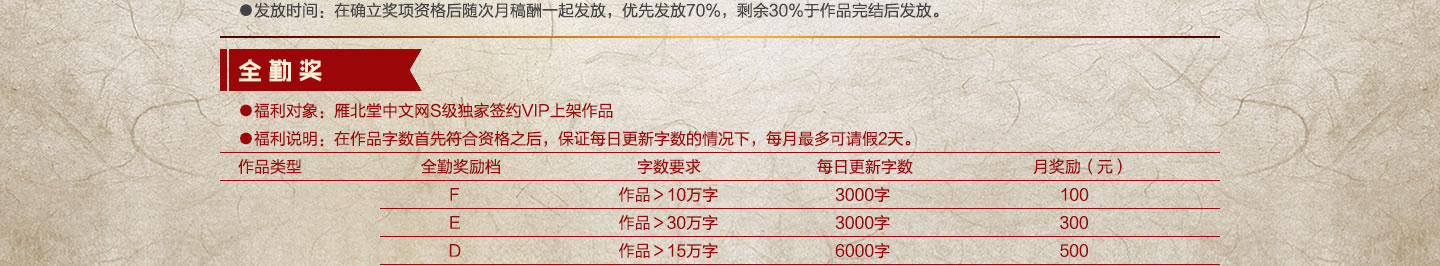 ●发放时间：在确立奖项资格后随次月稿酬一起发放，优先发放70%，剩余30%于作品完结后发放。
全勤奖
●福利对象：雁北堂中文网S级独家签约VIP上架作品
●福利说明：在作品字数首先符合资格之后，保证每日更新字数的情况下，每月最多可请假2天。
作品类型 全勤奖励档 字数要求 每日更新字数 月奖励（元）
F 作品＞10万字 3000字 100
E 作品＞30万字 3000字 300
D 作品＞15万字 6000字 500